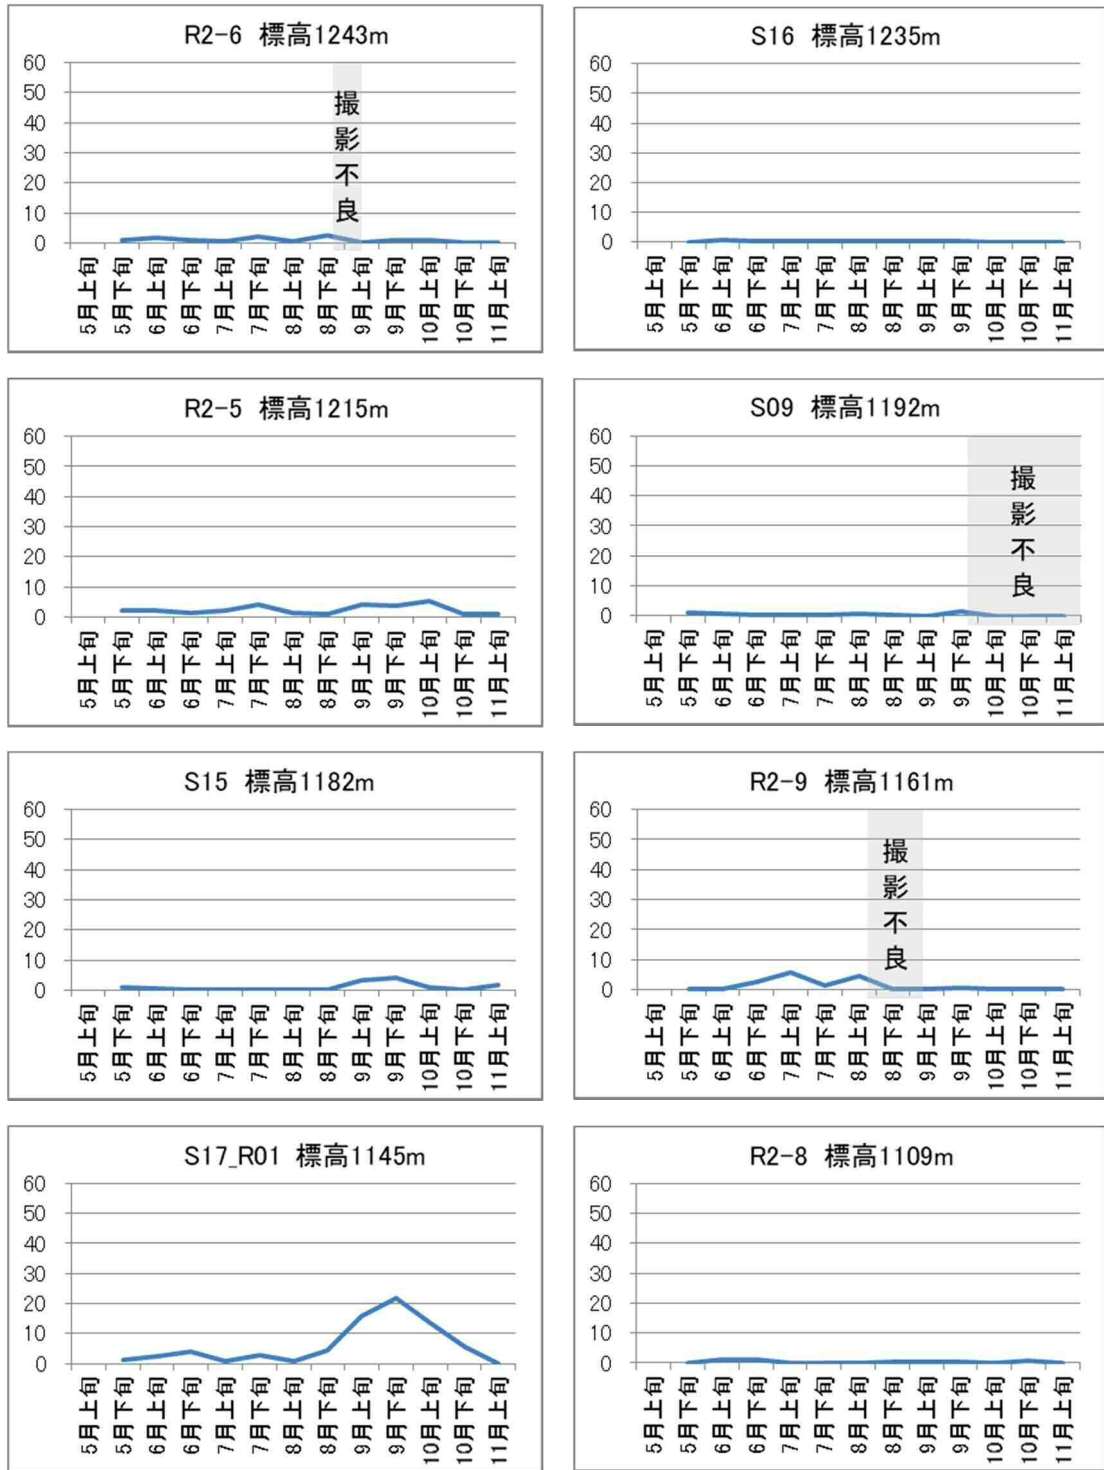 R2-6 標高1243m
60
50
40
30
20
10
0
撮
影
不
良
5月上旬
5月下旬
6月上旬
6月下旬
7月上旬
7月下旬
8月上旬
8月下旬
9月上旬
9月下旬
10月上旬
10月下旬
11月上旬
S16 標高1235m
60
50
40
30
20
10
0
5月上旬
5月下旬
6月上旬
6月下旬
7月上旬
7月下旬
8月上旬
8月下旬
9月上旬
9月下旬
10月上旬
10月下旬
11月上旬
R2-5 標高1215m
60
50
40
30
20
10
0
5月上旬
5月下旬
6月上旬
6月下旬
7月上旬
7月下旬
8月上旬
8月下旬
9月上旬
9月下旬
10月上旬
10月下旬
11月上旬
S09 標高1192m
60
50
40
30
20
10
0
撮
影
不
良
5月上旬
5月下旬
6月上旬
6月下旬
7月上旬
7月下旬
8月上旬
8月下旬
9月上旬
9月下旬
10月上旬
10月下旬
11月上旬
S15 標高1182m
60
50
40
30
20
10
0
5月上旬
5月下旬
6月上旬
6月下旬
7月上旬
7月下旬
8月上旬
8月下旬
9月上旬
9月下旬
10月上旬
10月下旬
11月上旬
R2-9 標高1161m
60
50
40
30
20
10
0
撮
影
不
良
5月上旬
5月下旬
6月上旬
6月下旬
7月上旬
7月下旬
8月上旬
8月下旬
9月上旬
9月下旬
10月上旬
10月下旬
11月上旬
S17_R01 標高1145m
60
50
40
30
20
10
0
5月上旬
5月下旬
6月上旬
6月下旬
7月上旬
7月下旬
8月上旬
8月下旬
9月上旬
9月下旬
10月上旬
10月下旬
11月上旬
R2-8 標高1109m
60
50
40
30
20
10
0
5月上旬
5月下旬
6月上旬
6月下旬
7月上旬
7月下旬
8月上旬
8月下旬
9月上旬
9月下旬
10月上旬
10月下旬
11月上旬